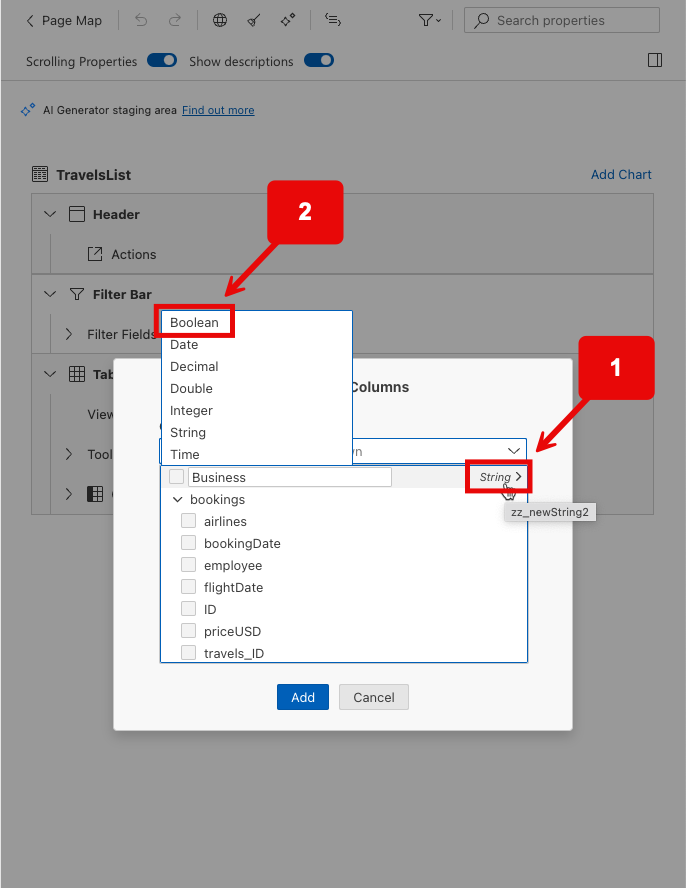 Page Map
Search properties
Scrolling Properties
Show descriptions
AI Generator staging area Find out more
TravelsList
Add Chart
Header
2
Actions
Filter Bar
Boolean
Filter Fields
Date
Decimal
1
Tab
Columns
Double
View
Integer
String
Tool
Time
wn
Business
String
bookings
zz_newString2
airlines
bookingDate
employee
flightDate
ID
priceUSD
travels_ID
Add
Cancel